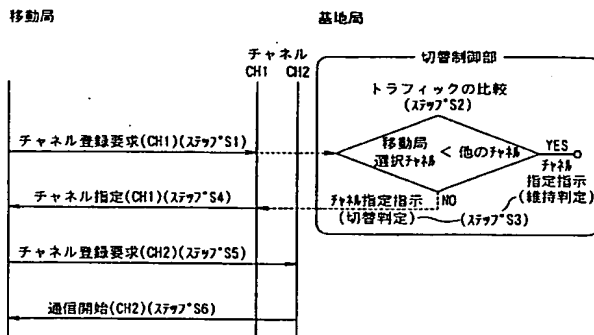 移動局
基地局
チャネル
CH1 CH2
切替制御部
トラフィックの比較
(ステップS2)
チャネル登録要求(CH1)(ステップS1)
移動局
選択チャネル < 他のチャネル
YES
チャネル
指定指示
(維持判定)
NO
チャネル指定(CH1)(ステップS4)
チャネル指定指示
(切替判定)
(ステップS3)
チャネル登録要求(CH2)(ステップS5)
通信開始(CH2)(ステップS6)